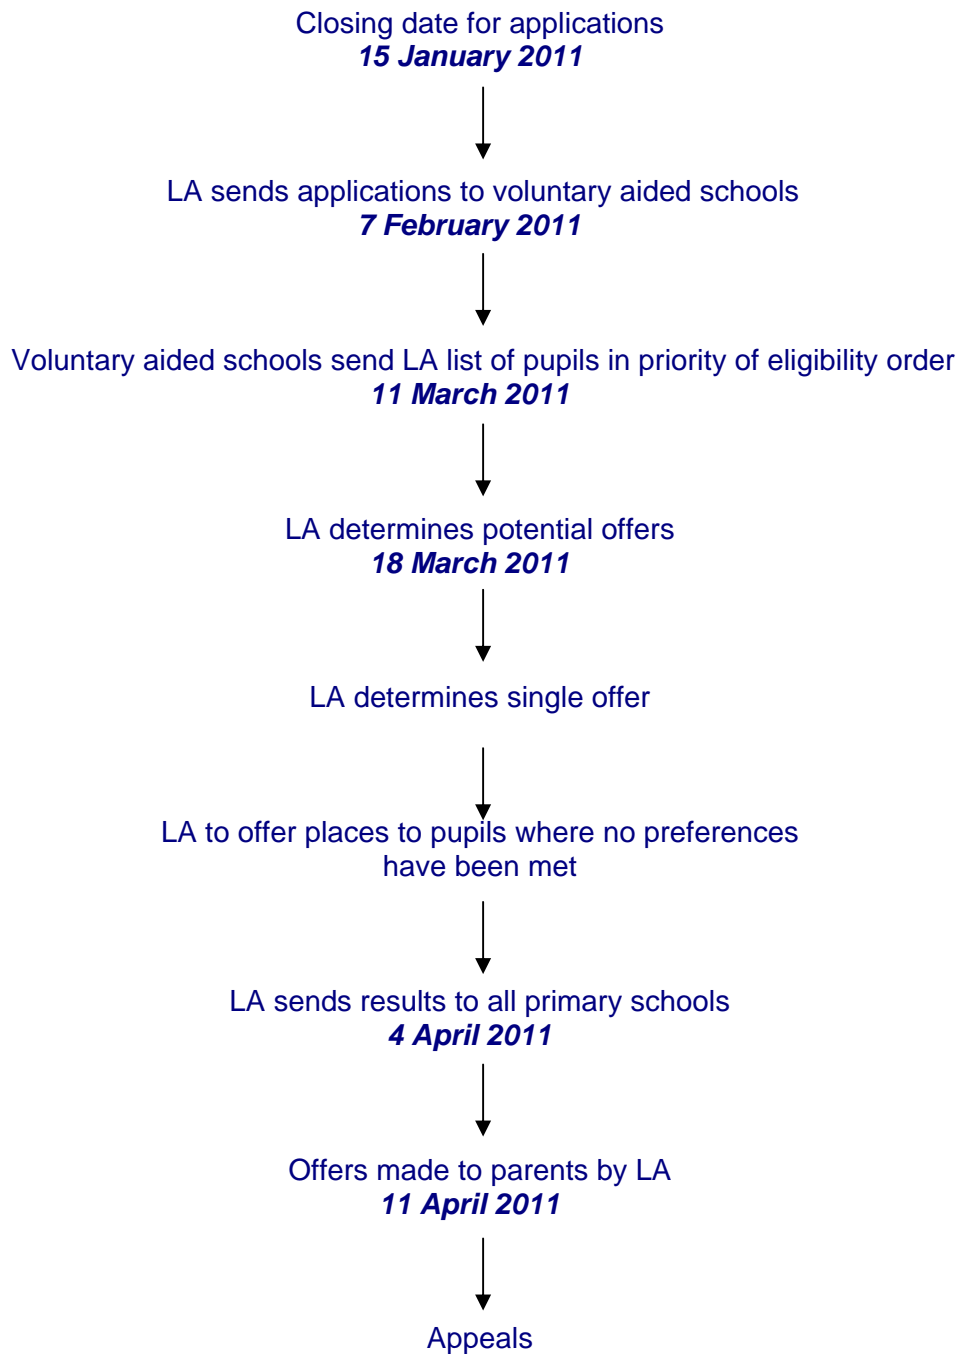 Closing date for applications
15 January 2011
LA sends applications to voluntary aided schools
7 February 2011
Voluntary aided schools send LA list of pupils in priority of eligibility order
11 March 2011
LA determines potential offers
18 March 2011
LA determines single offer
LA to offer places to pupils where no preferences
have been met
LA sends results to all primary schools
4 April 2011
Offers made to parents by LA
11 April 2011
Appeals